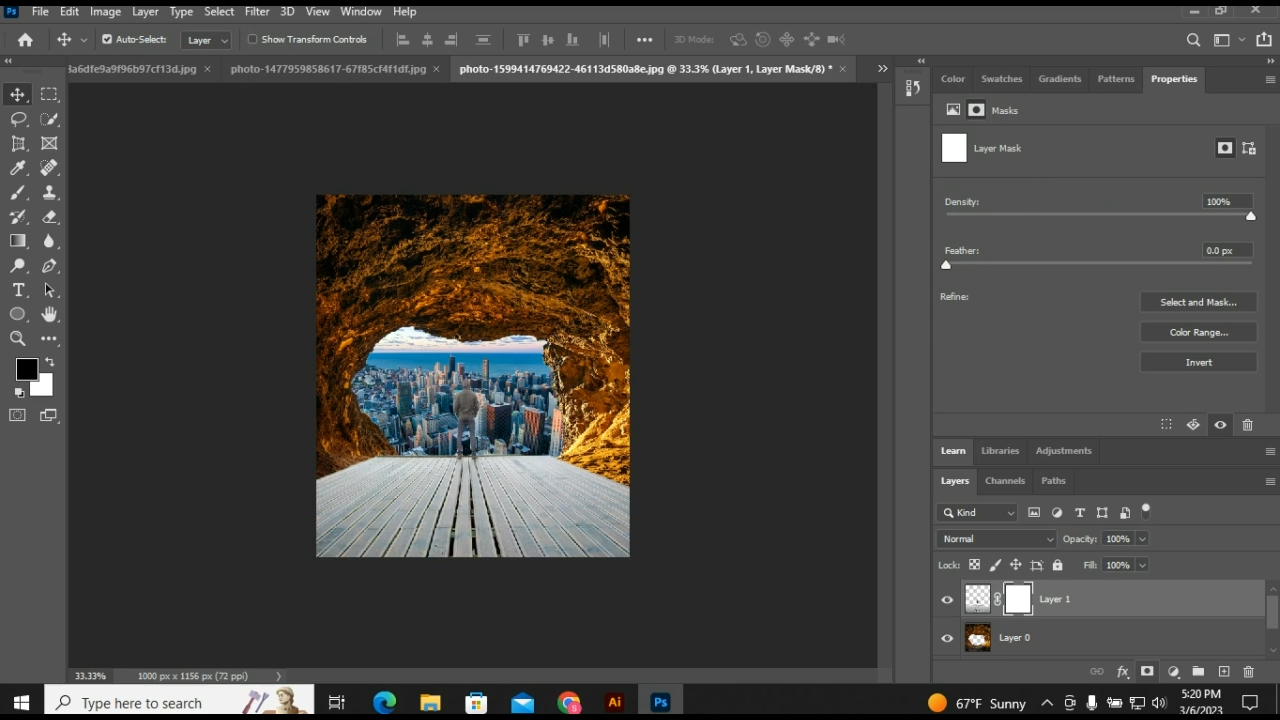 Ps File Edit Image Layer Type Select Filter 3D View Window Help
Auto-Select: Layer Show Transform Controls 3D Mode:
8a6dfe9a9f96b97cf13d.jpg × photo-1477959858617-67f85cf4f1df.jpg × photo-1599414769422-46113d580a8e.jpg @ 33.3% (Layer 1, Layer Mask/8) * ×
Color Swatches Gradients Patterns Properties
Masks
Layer Mask
Density: 100%
Feather: 0.0 px
Refine: Select and Mask...
Color Range...
Invert
Learn Libraries Adjustments
Layers Channels Paths
Kind
Normal Opacity: 100%
Lock: Fill: 100%
Layer 1
Layer 0
33.33% 1000 px x 1156 px (72 ppi)
Type here to search
Ai Ps
67°F Sunny
5:20 PM
3/6/2023